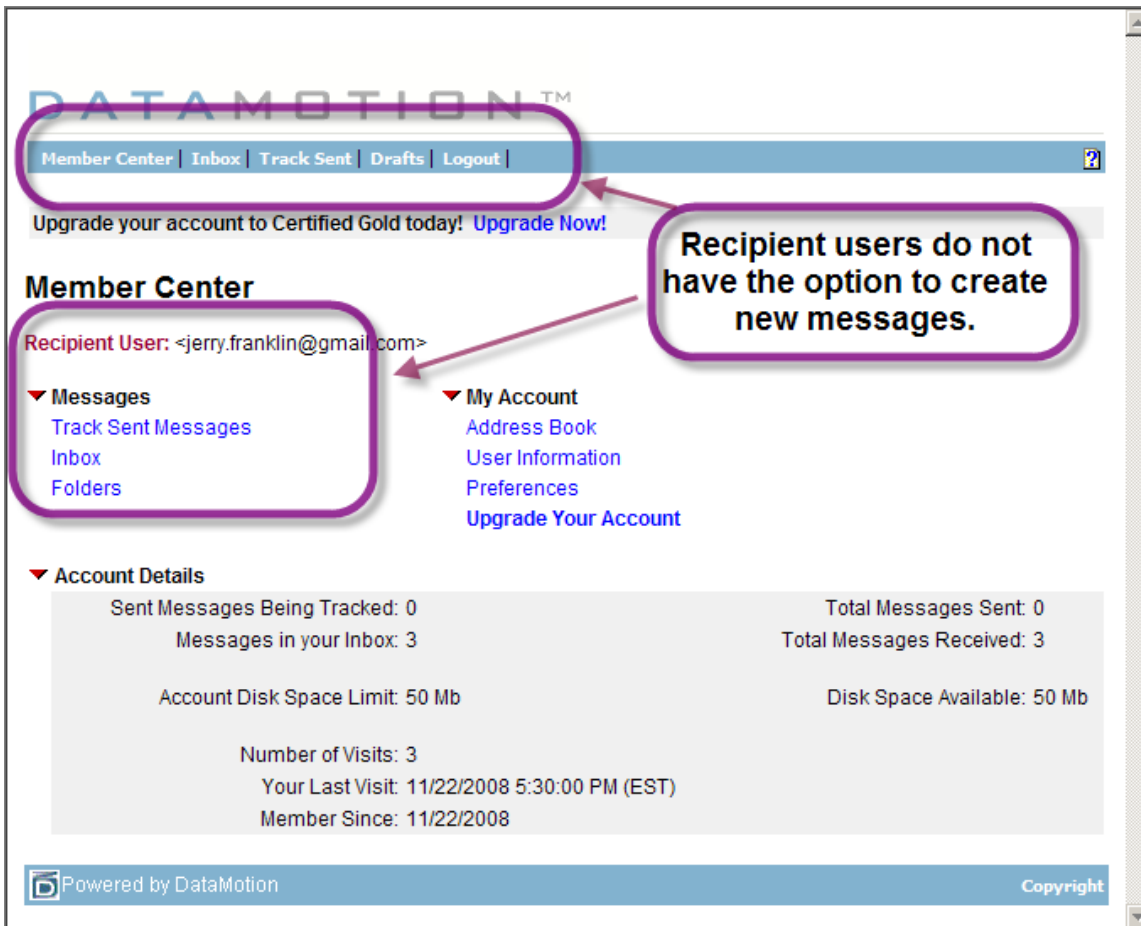 DATAMOTION™
Member Center | Inbox | Track Sent | Drafts | Logout |
?
Upgrade your account to Certified Gold today! Upgrade Now!
Recipient users do not
have the option to create
new messages.
Member Center
Recipient User: <jerry.franklin@gmail.com>
Messages
Track Sent Messages
Inbox
Folders
My Account
Address Book
User Information
Preferences
Upgrade Your Account
Account Details
Sent Messages Being Tracked: 0
Total Messages Sent: 0
Messages in your Inbox: 3
Total Messages Received: 3
Account Disk Space Limit: 50 Mb
Disk Space Available: 50 Mb
Number of Visits: 3
Your Last Visit: 11/22/2008 5:30:00 PM (EST)
Member Since: 11/22/2008
Powered by DataMotion
Copyright